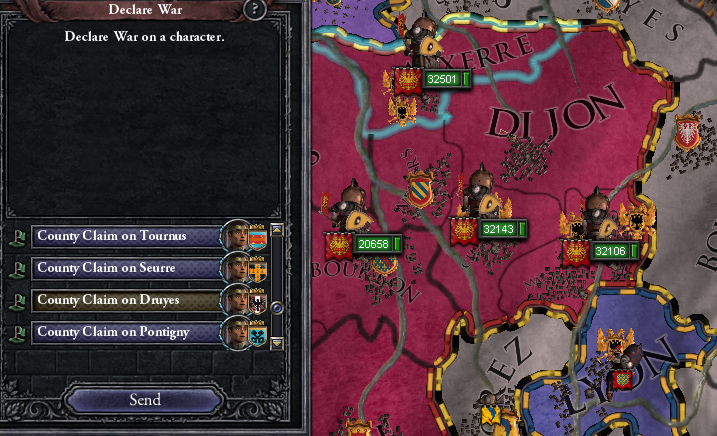 Declare War
?
Declare War on a character.
County Claim on Tournus
County Claim on Seurre
County Claim on Druyes
County Claim on Pontigny
Send
32501
DIJON
32143
20658
32106
LYON